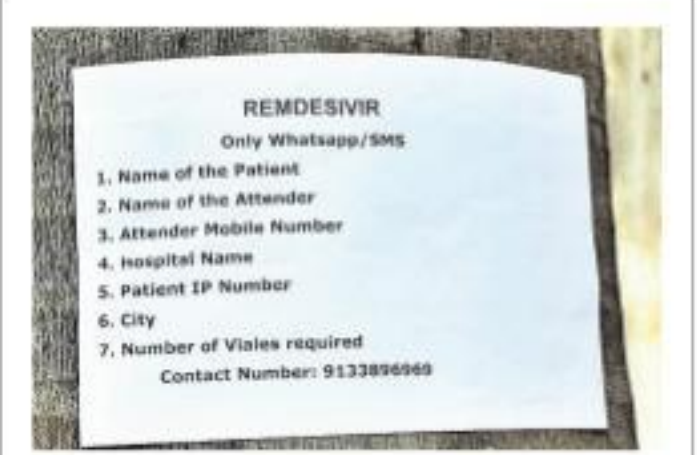 REMDESIVIR
Only Whatsapp/SMS
1. Name of the Patient
2. Name of the Attender
3. Attender Mobile Number
4. Hospital Name
5. Patient IP Number
6. City
7. Number of Viales required
Contact Number: 9133896969